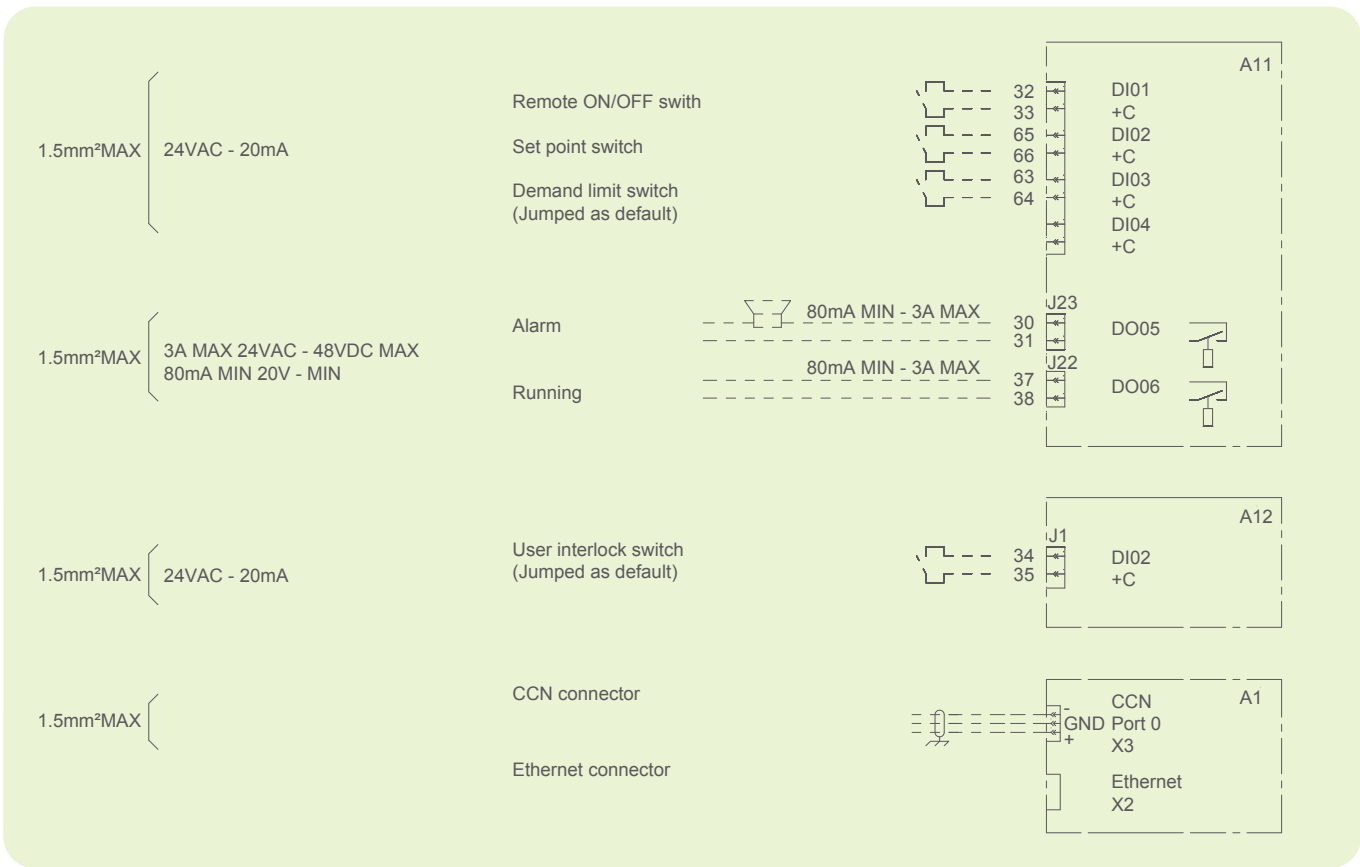 A11
1.5mm²MAX
24VAC - 20mA
Remote ON/OFF swith
32
DI01
33
+C
Set point switch
65
DI02
66
+C
Demand limit switch
(Jumped as default)
63
DI03
64
+C
DI04
+C
1.5mm²MAX
3A MAX 24VAC - 48VDC MAX
80mA MIN 20V - MIN
Alarm
80mA MIN - 3A MAX
J23
30
31
DO05
Running
80mA MIN - 3A MAX
J22
37
38
DO06
A12
1.5mm²MAX
24VAC - 20mA
User interlock switch
(Jumped as default)
J1
34
DI02
35
+C
A1
1.5mm²MAX
CCN connector
-
CCN
GND Port 0
+
X3
Ethernet connector
Ethernet
X2